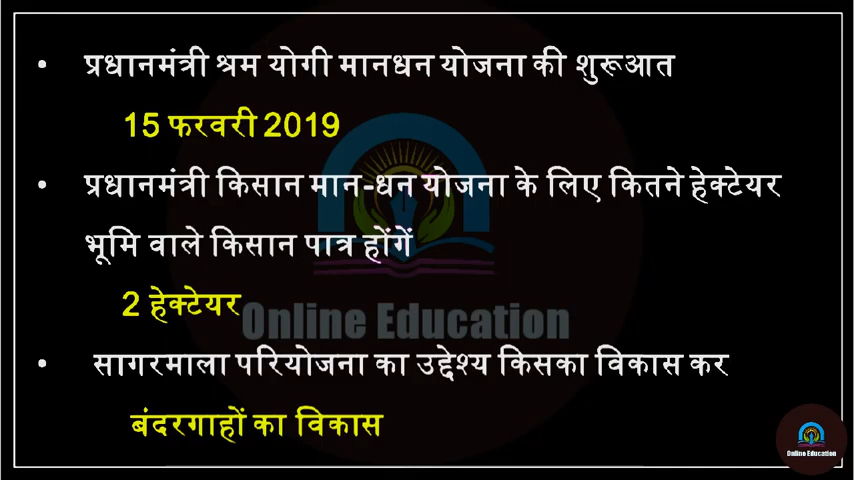 • प्रधानमंत्री श्रम योगी मानधन योजना की शुरूआत
15 फरवरी 2019
• प्रधानमंत्री किसान मान-धन योजना के लिए कितने हेक्टेयर
भूमि वाले किसान पात्र होंगें
2 हेक्टेयर
Online Education
• सागरमाला परियोजना का उद्देश्य किसका विकास कर
बंदरगाहों का विकास
Online Education